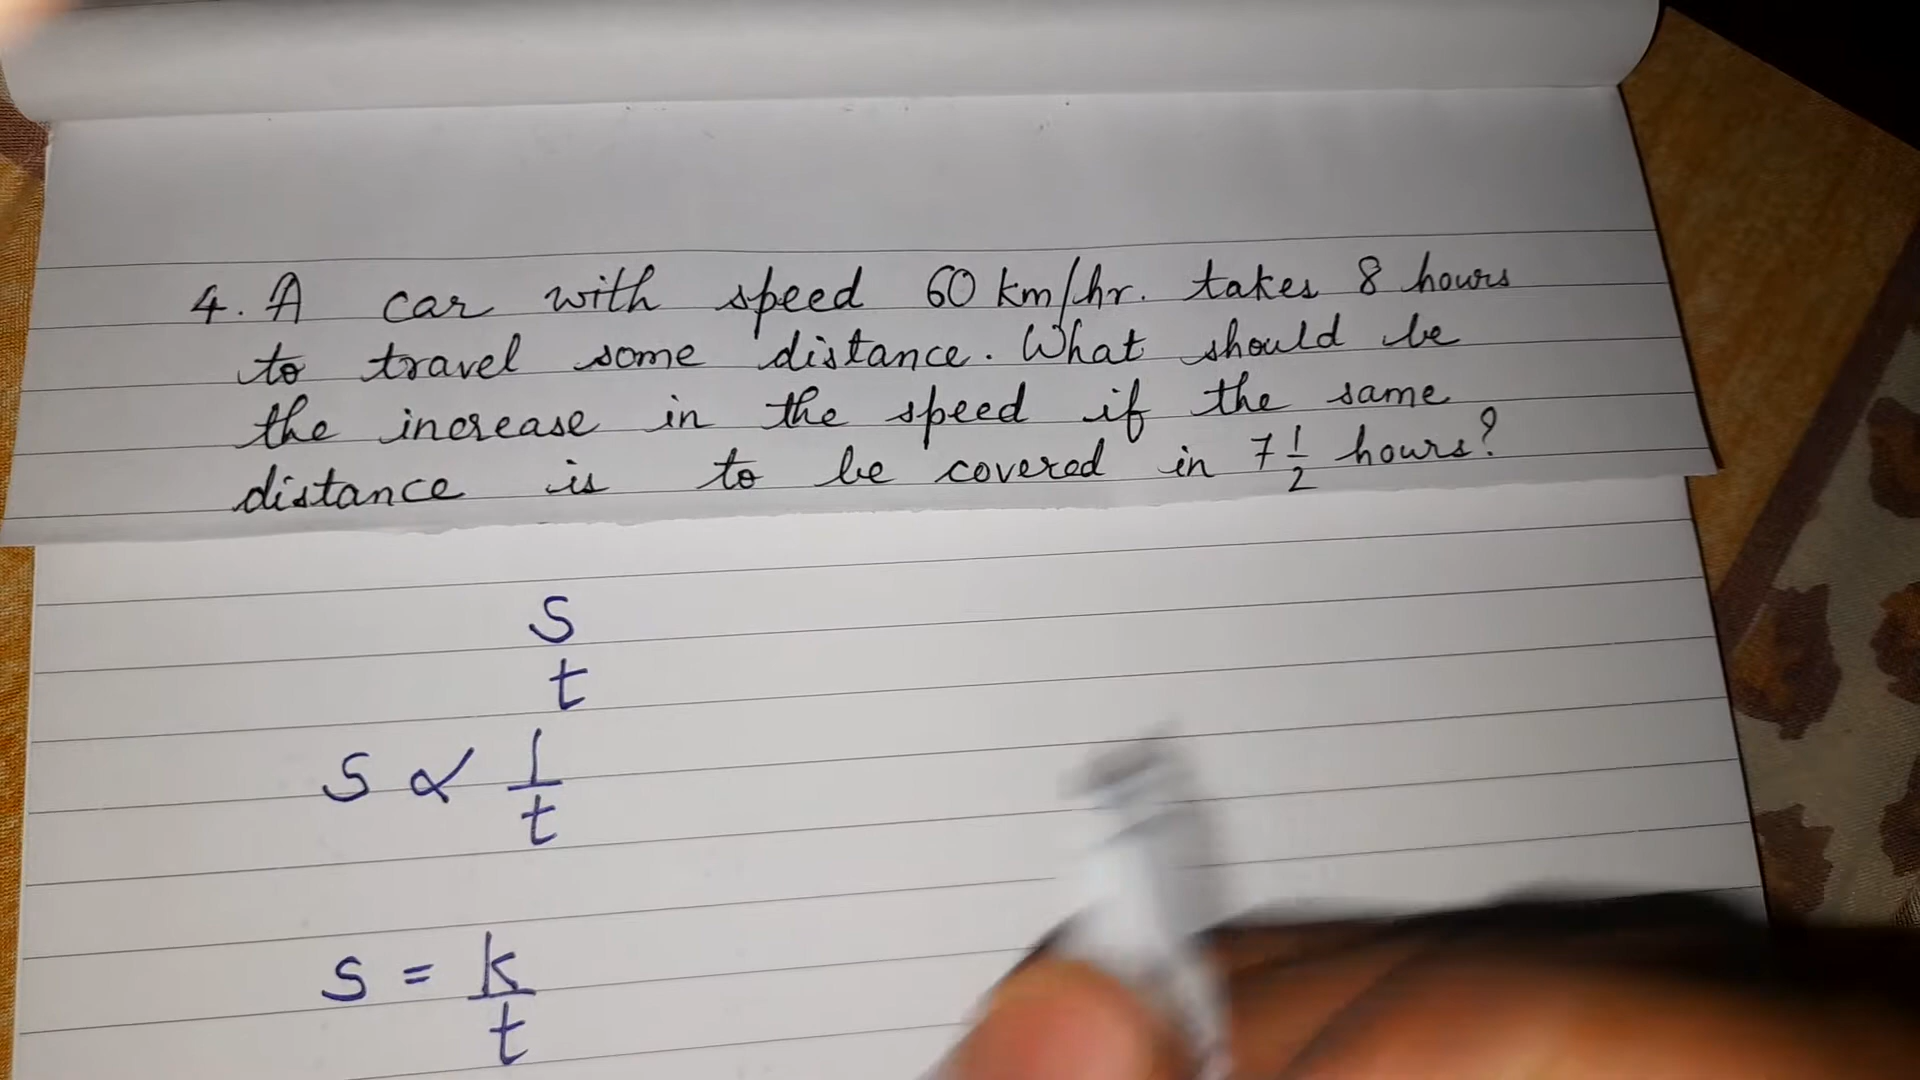 4. A car with speed 60 km/hr. takes 8 hours
to travel some distance. What should be
the increase in the speed if the same
distance is to be covered in 7 1/2 hours?
s
t
s ∝ 1/t
s = k/t